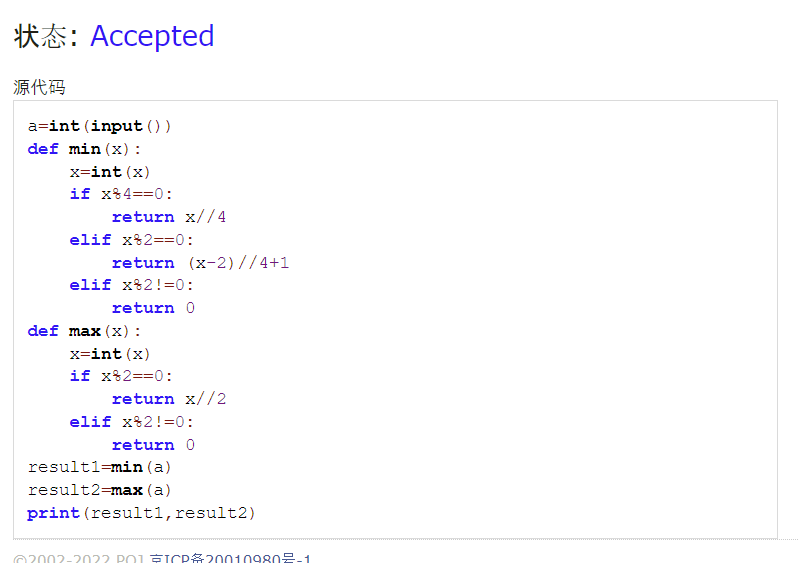 状态: Accepted
源代码
a=int(input())
def min(x):
    x=int(x)
    if x%4==0:
        return x//4
    elif x%2==0:
        return (x-2)//4+1
    elif x%2!=0:
        return 0
def max(x):
    x=int(x)
    if x%2==0:
        return x//2
    elif x%2!=0:
        return 0
result1=min(a)
result2=max(a)
print(result1,result2)
©2002-2022 POJ 京ICP备20010980号-1